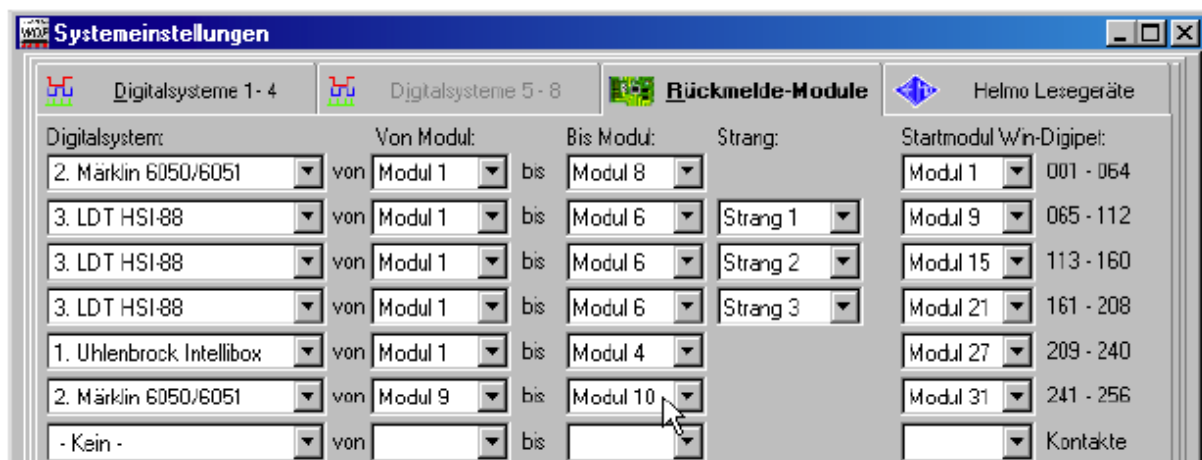 Systemeinstellungen
Digitalsysteme 1 - 4 Digitalsysteme 5 - 8 Rückmelde-Module Helmo Lesegeräte
Digitalsystem: Von Modul: Bis Modul: Strang: Startmodul Win-Digipet:
2. Märklin 6050/6051 von Modul 1 bis Modul 8 Modul 1 001 - 064
3. LDT HSI-88 von Modul 1 bis Modul 6 Strang 1 Modul 9 065 - 112
3. LDT HSI-88 von Modul 1 bis Modul 6 Strang 2 Modul 15 113 - 160
3. LDT HSI-88 von Modul 1 bis Modul 6 Strang 3 Modul 21 161 - 208
1. Uhlenbrock Intellibox von Modul 1 bis Modul 4 Modul 27 209 - 240
2. Märklin 6050/6051 von Modul 9 bis Modul 10 Modul 31 241 - 256
- Kein - von bis Kontakte